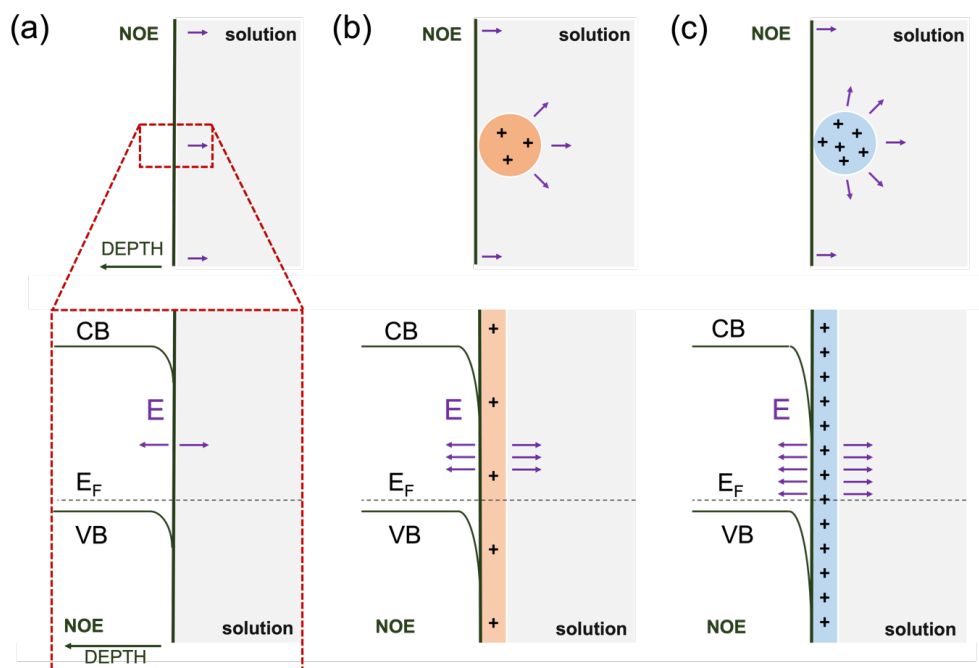 (a) NOE solution (b) NOE solution (c) NOE solution
+ + +
+ + + + + +
DEPTH
CB CB CB
+ + + + +
+ + + + + + + + + + + + +
E E E
EF EF EF
VB VB VB
NOE solution NOE solution NOE solution
DEPTH